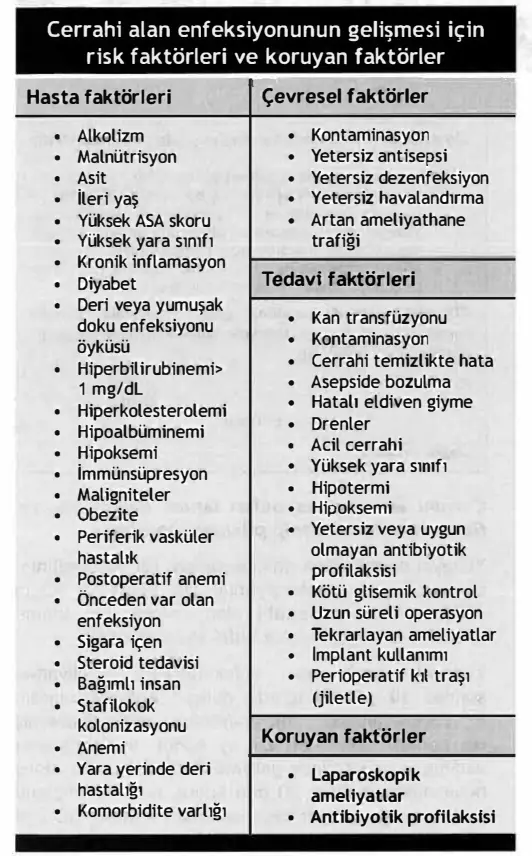 Cerrahi alan enfeksiyonunun gelişmesi için
risk faktörleri ve koruyan faktörler
Hasta faktörleri
• Alkolizm
• Malnütrisyon
• Asit
• İleri yaş
• Yüksek ASA skoru
• Yüksek yara sınıfı
• Kronik inflamasyon
• Diyabet
• Deri veya yumuşak
doku enfeksiyonu
öyküsü
• Hiperbilirubinemi>
1 mg/dL
• Hiperkolesterolemi
• Hipoalbüminemi
• Hipoksemi
• İmmünsüpresyon
• Maligniteler
• Obezite
• Periferik vasküler
hastalık
• Postoperatif anemi
• Önceden var olan
enfeksiyon
• Sigara içen
• Steroid tedavisi
• Bağımlı insan
• Stafilokok
kolonizasyonu
• Anemi
• Yara yerinde deri
hastalığı
• Komorbidite varlığı
Çevresel faktörler
• Kontaminasyon
• Yetersiz antisepsi
• Yetersiz dezenfeksiyon
• Yetersiz havalandırma
• Artan ameliyathane
trafiği
Tedavi faktörleri
• Kan transfüzyonu
• Kontaminasyon
• Cerrahi temizlikte hata
• Asepside bozulma
• Hatalı eldiven giyme
• Drenler
• Acil cerrahi
• Yüksek yara sınıfı
• Hipotermi
• Hipoksemi
• Yetersiz veya uygun
olmayan antibiyotik
profilaksisi
• Kötü glisemik kontrol
• Uzun süreli operasyon
• Tekrarlayan ameliyatlar
• İmplant kullanımı
• Perioperatif kıl traşı
(jiletle)
Koruyan faktörler
• Laparoskopik
ameliyatlar
• Antibiyotik profilaksisi